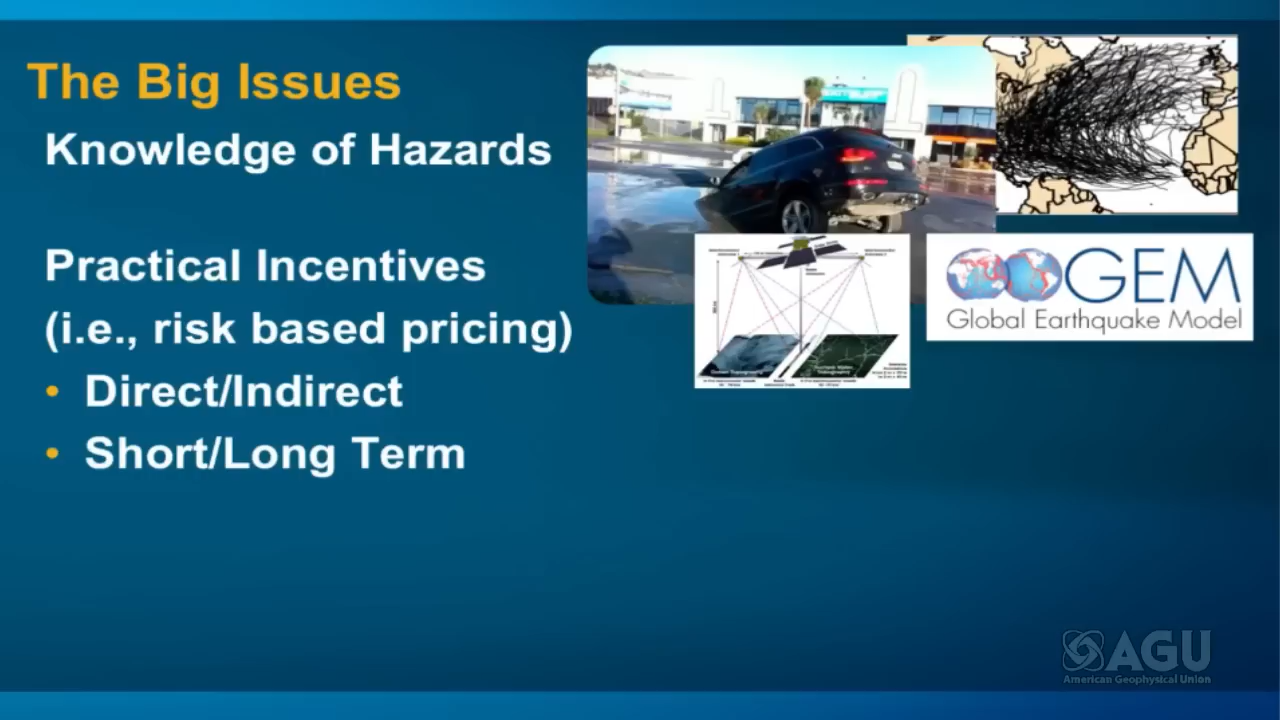 The Big Issues
Knowledge of Hazards
Practical Incentives
(i.e., risk based pricing)
• Direct/Indirect
• Short/Long Term
GEM
Global Earthquake Model
AGU
American Geophysical Union